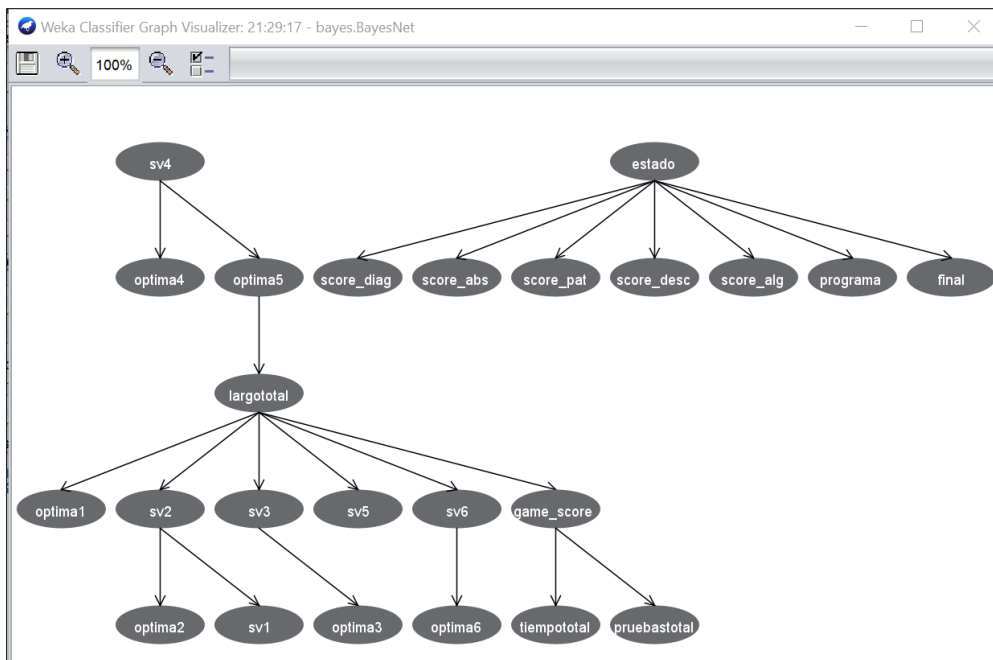 Weka Classifier Graph Visualizer: 21:29:17 - bayes.BayesNet
100%
sv4 estado
optima4 optima5 score_diag score_abs score_pat score_desc score_alg programa final
largototal
optima1 sv2 sv3 sv5 sv6 game_score
optima2 sv1 optima3 optima6 tiempototal pruebastotal